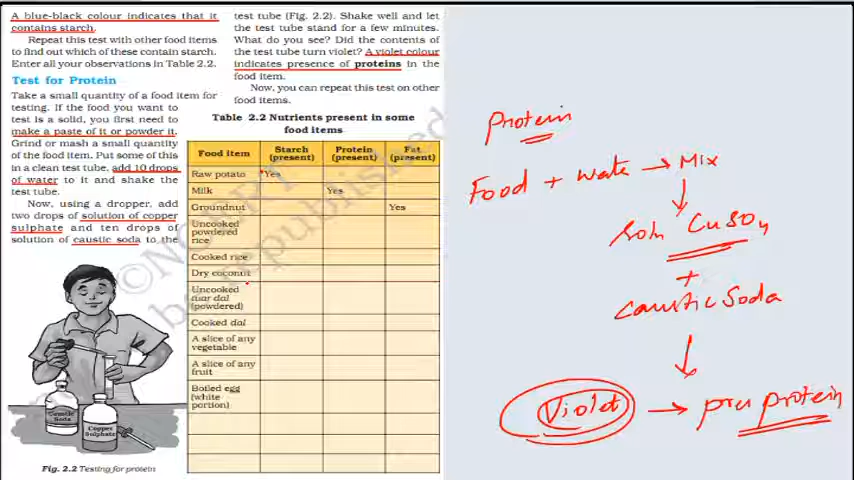 A blue-black colour indicates that it
contains starch.
Repeat this test with other food items
to find out which of these contain starch.
Enter all your observations in Table 2.2.
Test for Protein
Take a small quantity of a food item for
testing. If the food you want to
test is a solid, you first need to
make a paste of it or powder it.
Grind or mash a small quantity
of the food item. Put some of this
in a clean test tube, add 10 drops
of water to it and shake the
test tube.
Now, using a dropper, add
two drops of solution of copper
sulphate and ten drops of
solution of caustic soda to the
Caustic
Soda
Copper
Sulphate
Fig. 2.2 Testing for protein
test tube (Fig. 2.2). Shake well and let
the test tube stand for a few minutes.
What do you see? Did the contents of
the test tube turn violet? A violet colour
indicates presence of proteins in the
food item.
Now, you can repeat this test on other
food items.
Table 2.2 Nutrients present in some
food items
Food item Starch (present) Protein (present) Fat (present)
Raw potato Yes
Milk Yes
Groundnut Yes
Uncooked
powdered
rice
Cooked rice
Dry coconut
Uncooked
tuar dal
(powdered)
Cooked dal
A slice of any
vegetable
A slice of any
fruit
Boiled egg
(white
portion)
©NCERT
be republished
Protein
Food + Wate → Mix
Soln CuSO4
+
Caustic Soda
Violet → pres protein